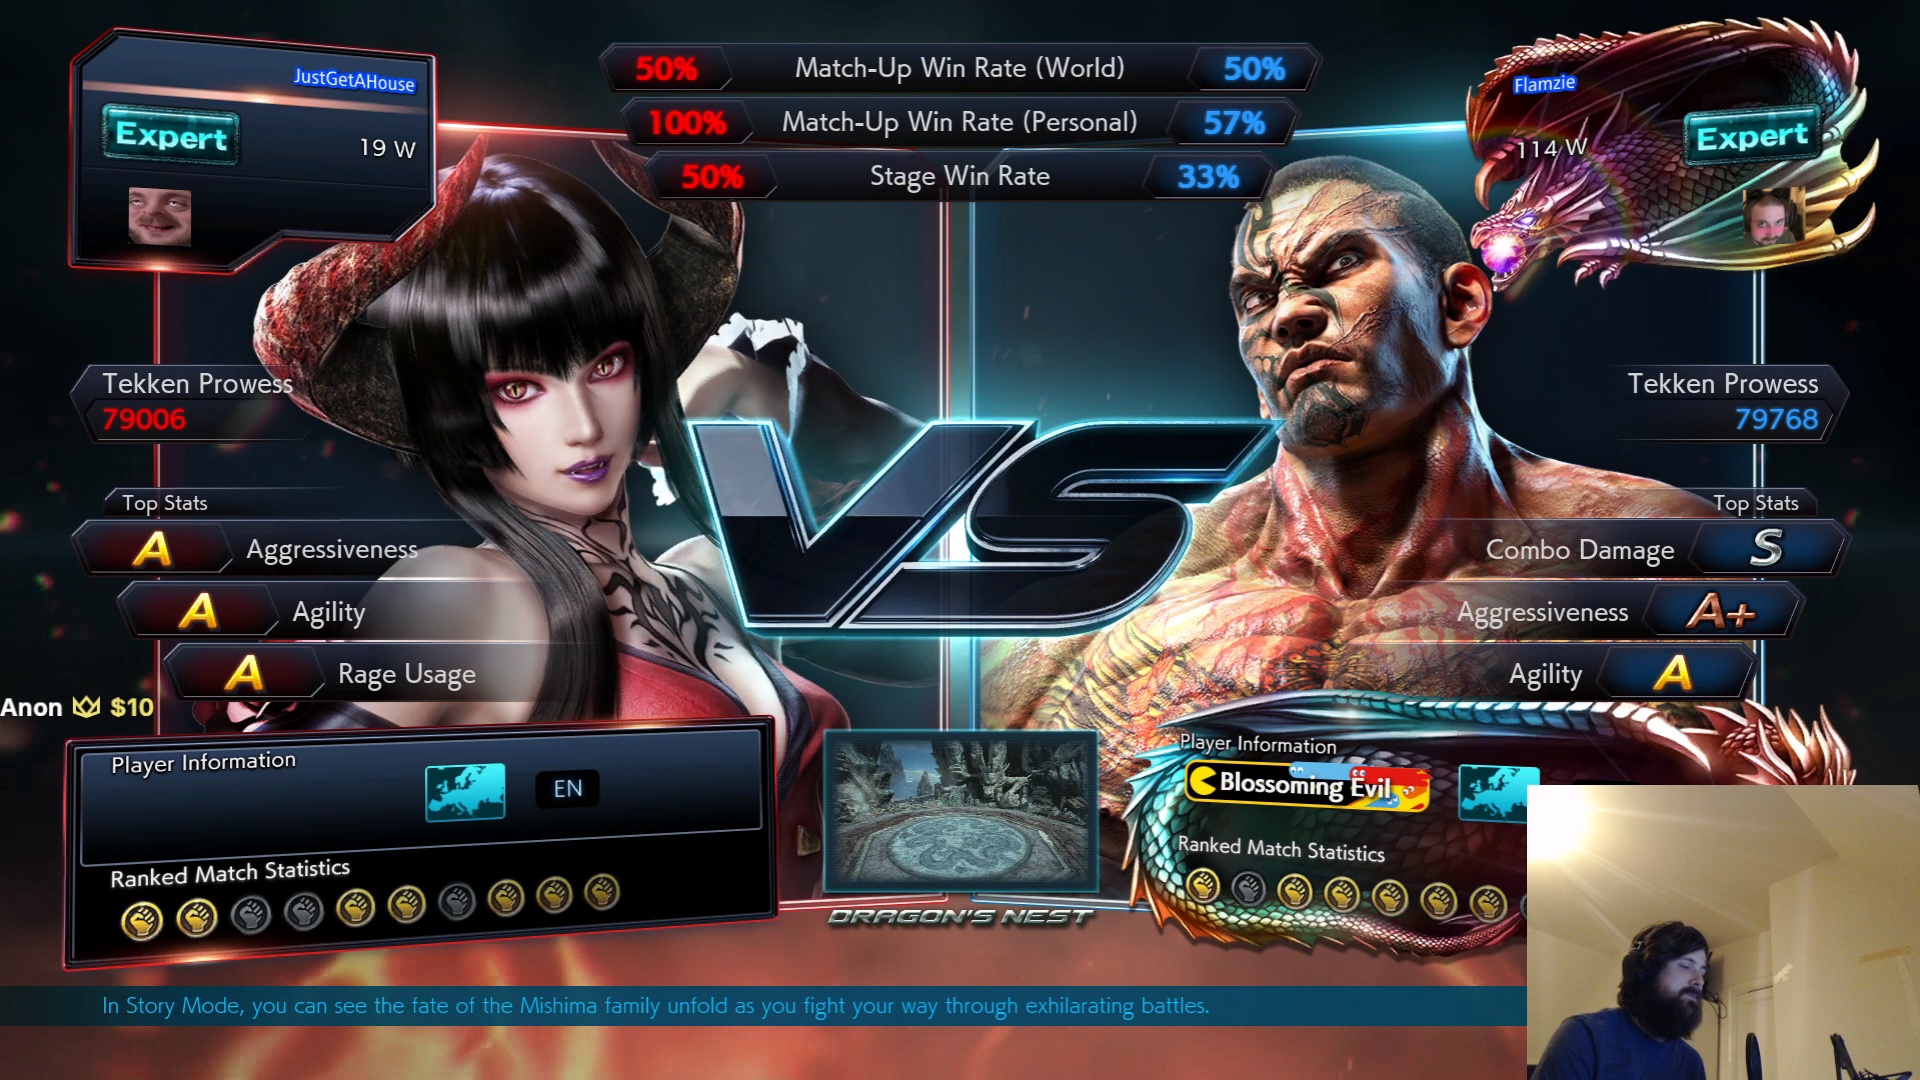 JustGetAHouse
Expert
19 W
50% Match-Up Win Rate (World) 50%
100% Match-Up Win Rate (Personal) 57%
50% Stage Win Rate 33%
Flamzie
114 W
Expert
Tekken Prowess
79006
Top Stats
A Aggressiveness
A Agility
A Rage Usage
Anon $10
VS
Tekken Prowess
79768
Top Stats
Combo Damage S
Aggressiveness A+
Agility A
Player Information
EN
Ranked Match Statistics
DRAGON'S NEST
Player Information
Blossoming Evil
Ranked Match Statistics
In Story Mode, you can see the fate of the Mishima family unfold as you fight your way through exhilarating battles.